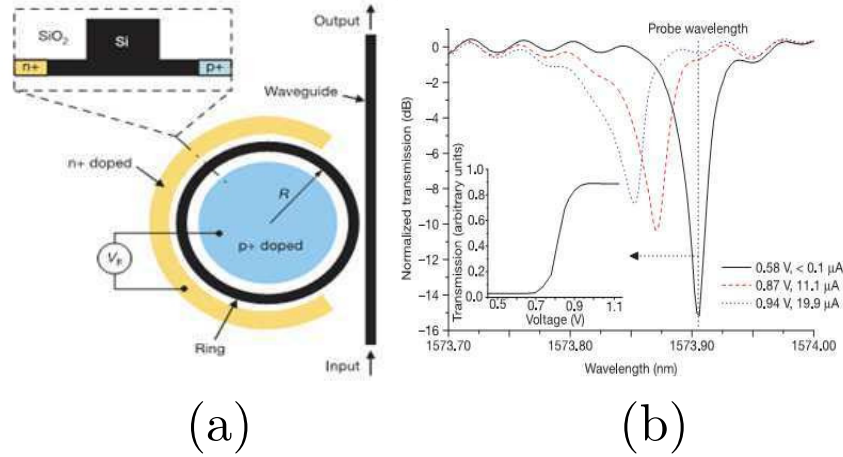 SiO₂
Si
n+
p+
Output
Waveguide
n+ doped
R
p+ doped
V_F
Ring
Input
(a)
Probe wavelength
Normalized transmission (dB)
0
−2
−4
−6
−8
−10
−12
−14
−16
1573.70
1573.80
1573.90
1574.00
Wavelength (nm)
Transmission (arbitrary units)
1.0
0.8
0.6
0.4
0.2
0.0
0.5
0.7
0.9
1.1
Voltage (V)
0.58 V, < 0.1 μA
0.87 V, 11.1 μA
0.94 V, 19.9 μA
(b)